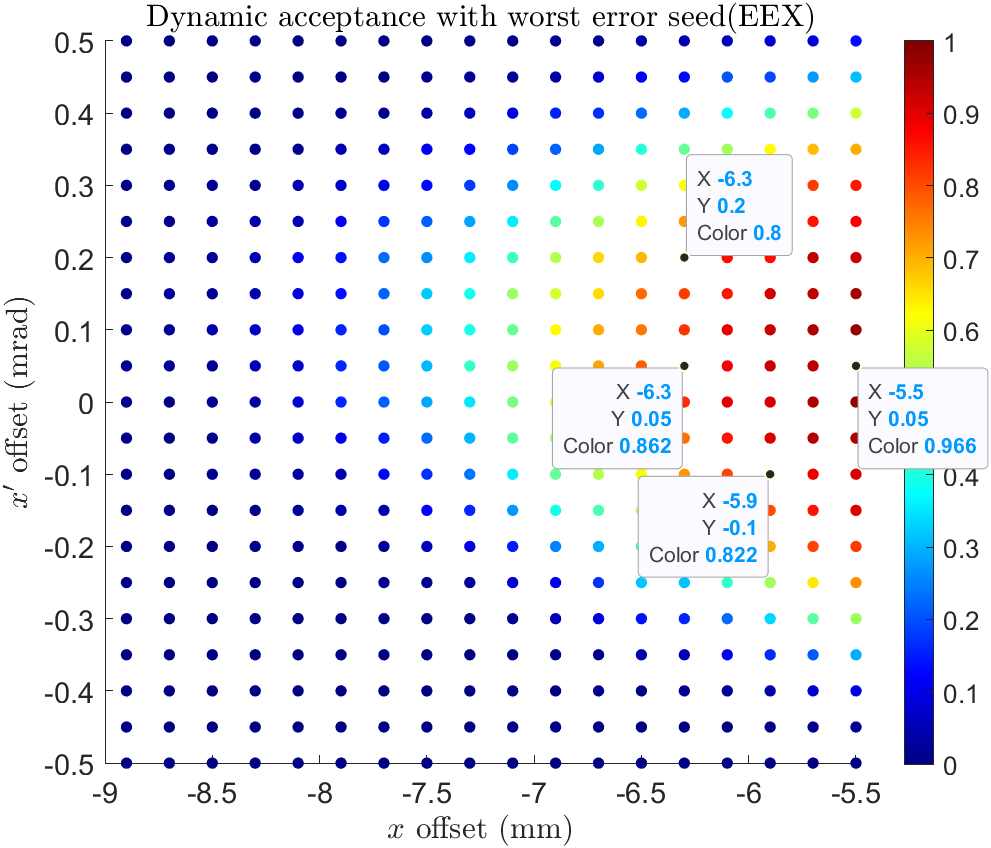 Dynamic acceptance with worst error seed(EEX)
0.5
0.4
0.3
0.2
0.1
0
-0.1
-0.2
-0.3
-0.4
-0.5
x′ offset (mrad)
X -6.3
Y 0.2
Color 0.8
X -6.3
Y 0.05
Color 0.862
X -5.5
Y 0.05
Color 0.966
X -5.9
Y -0.1
Color 0.822
1
0.9
0.8
0.7
0.6
0.4
0.3
0.2
0.1
0
-9
-8.5
-8
-7.5
-7
-6.5
-6
-5.5
x offset (mm)